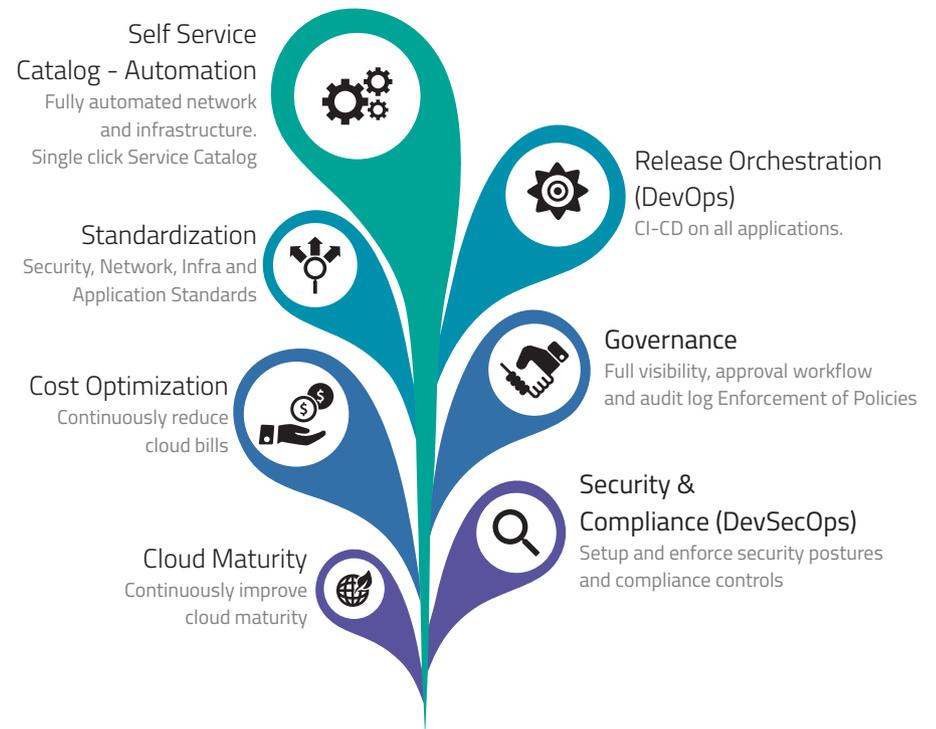 Self Service
Catalog - Automation
Fully automated network
and infrastructure.
Single click Service Catalog
Release Orchestration
(DevOps)
CI-CD on all applications.
Standardization
Security, Network, Infra and
Application Standards
Governance
Full visibility, approval workflow
and audit log Enforcement of Policies
Cost Optimization
Continuously reduce
cloud bills
$
$
Security &
Compliance (DevSecOps)
Setup and enforce security postures
and compliance controls
Cloud Maturity
Continuously improve
cloud maturity